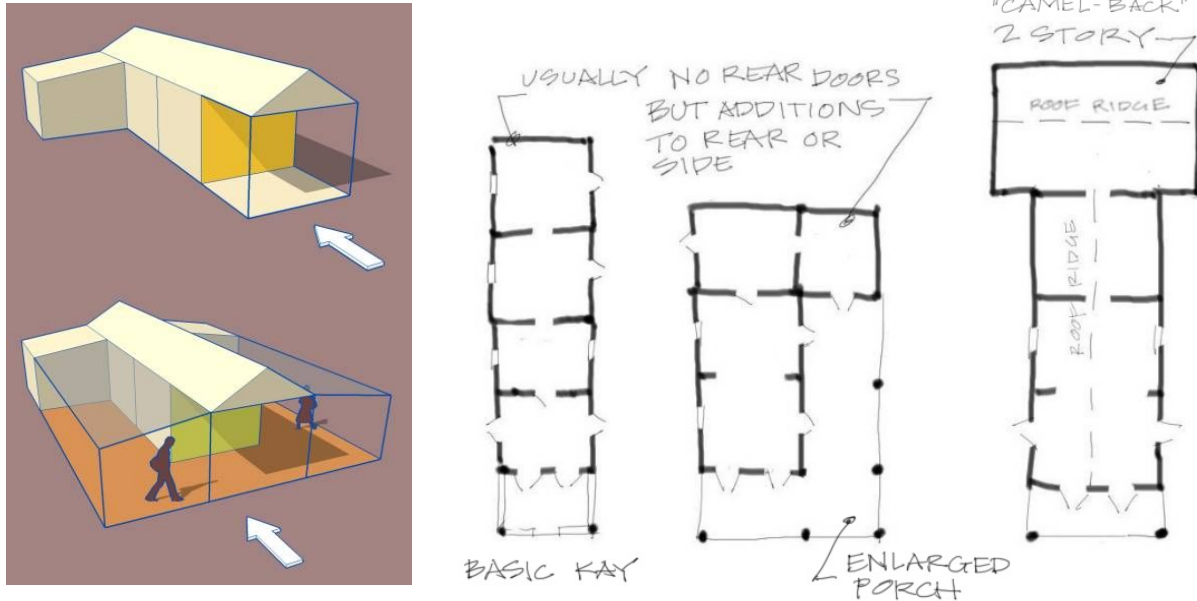 USUALLY NO REAR DOORS
BUT ADDITIONS
TO REAR OR
SIDE
"CAMEL-BACK"
2 STORY
ROOF RIDGE
ROOF RIDGE
BASIC KAY
ENLARGED
PORCH